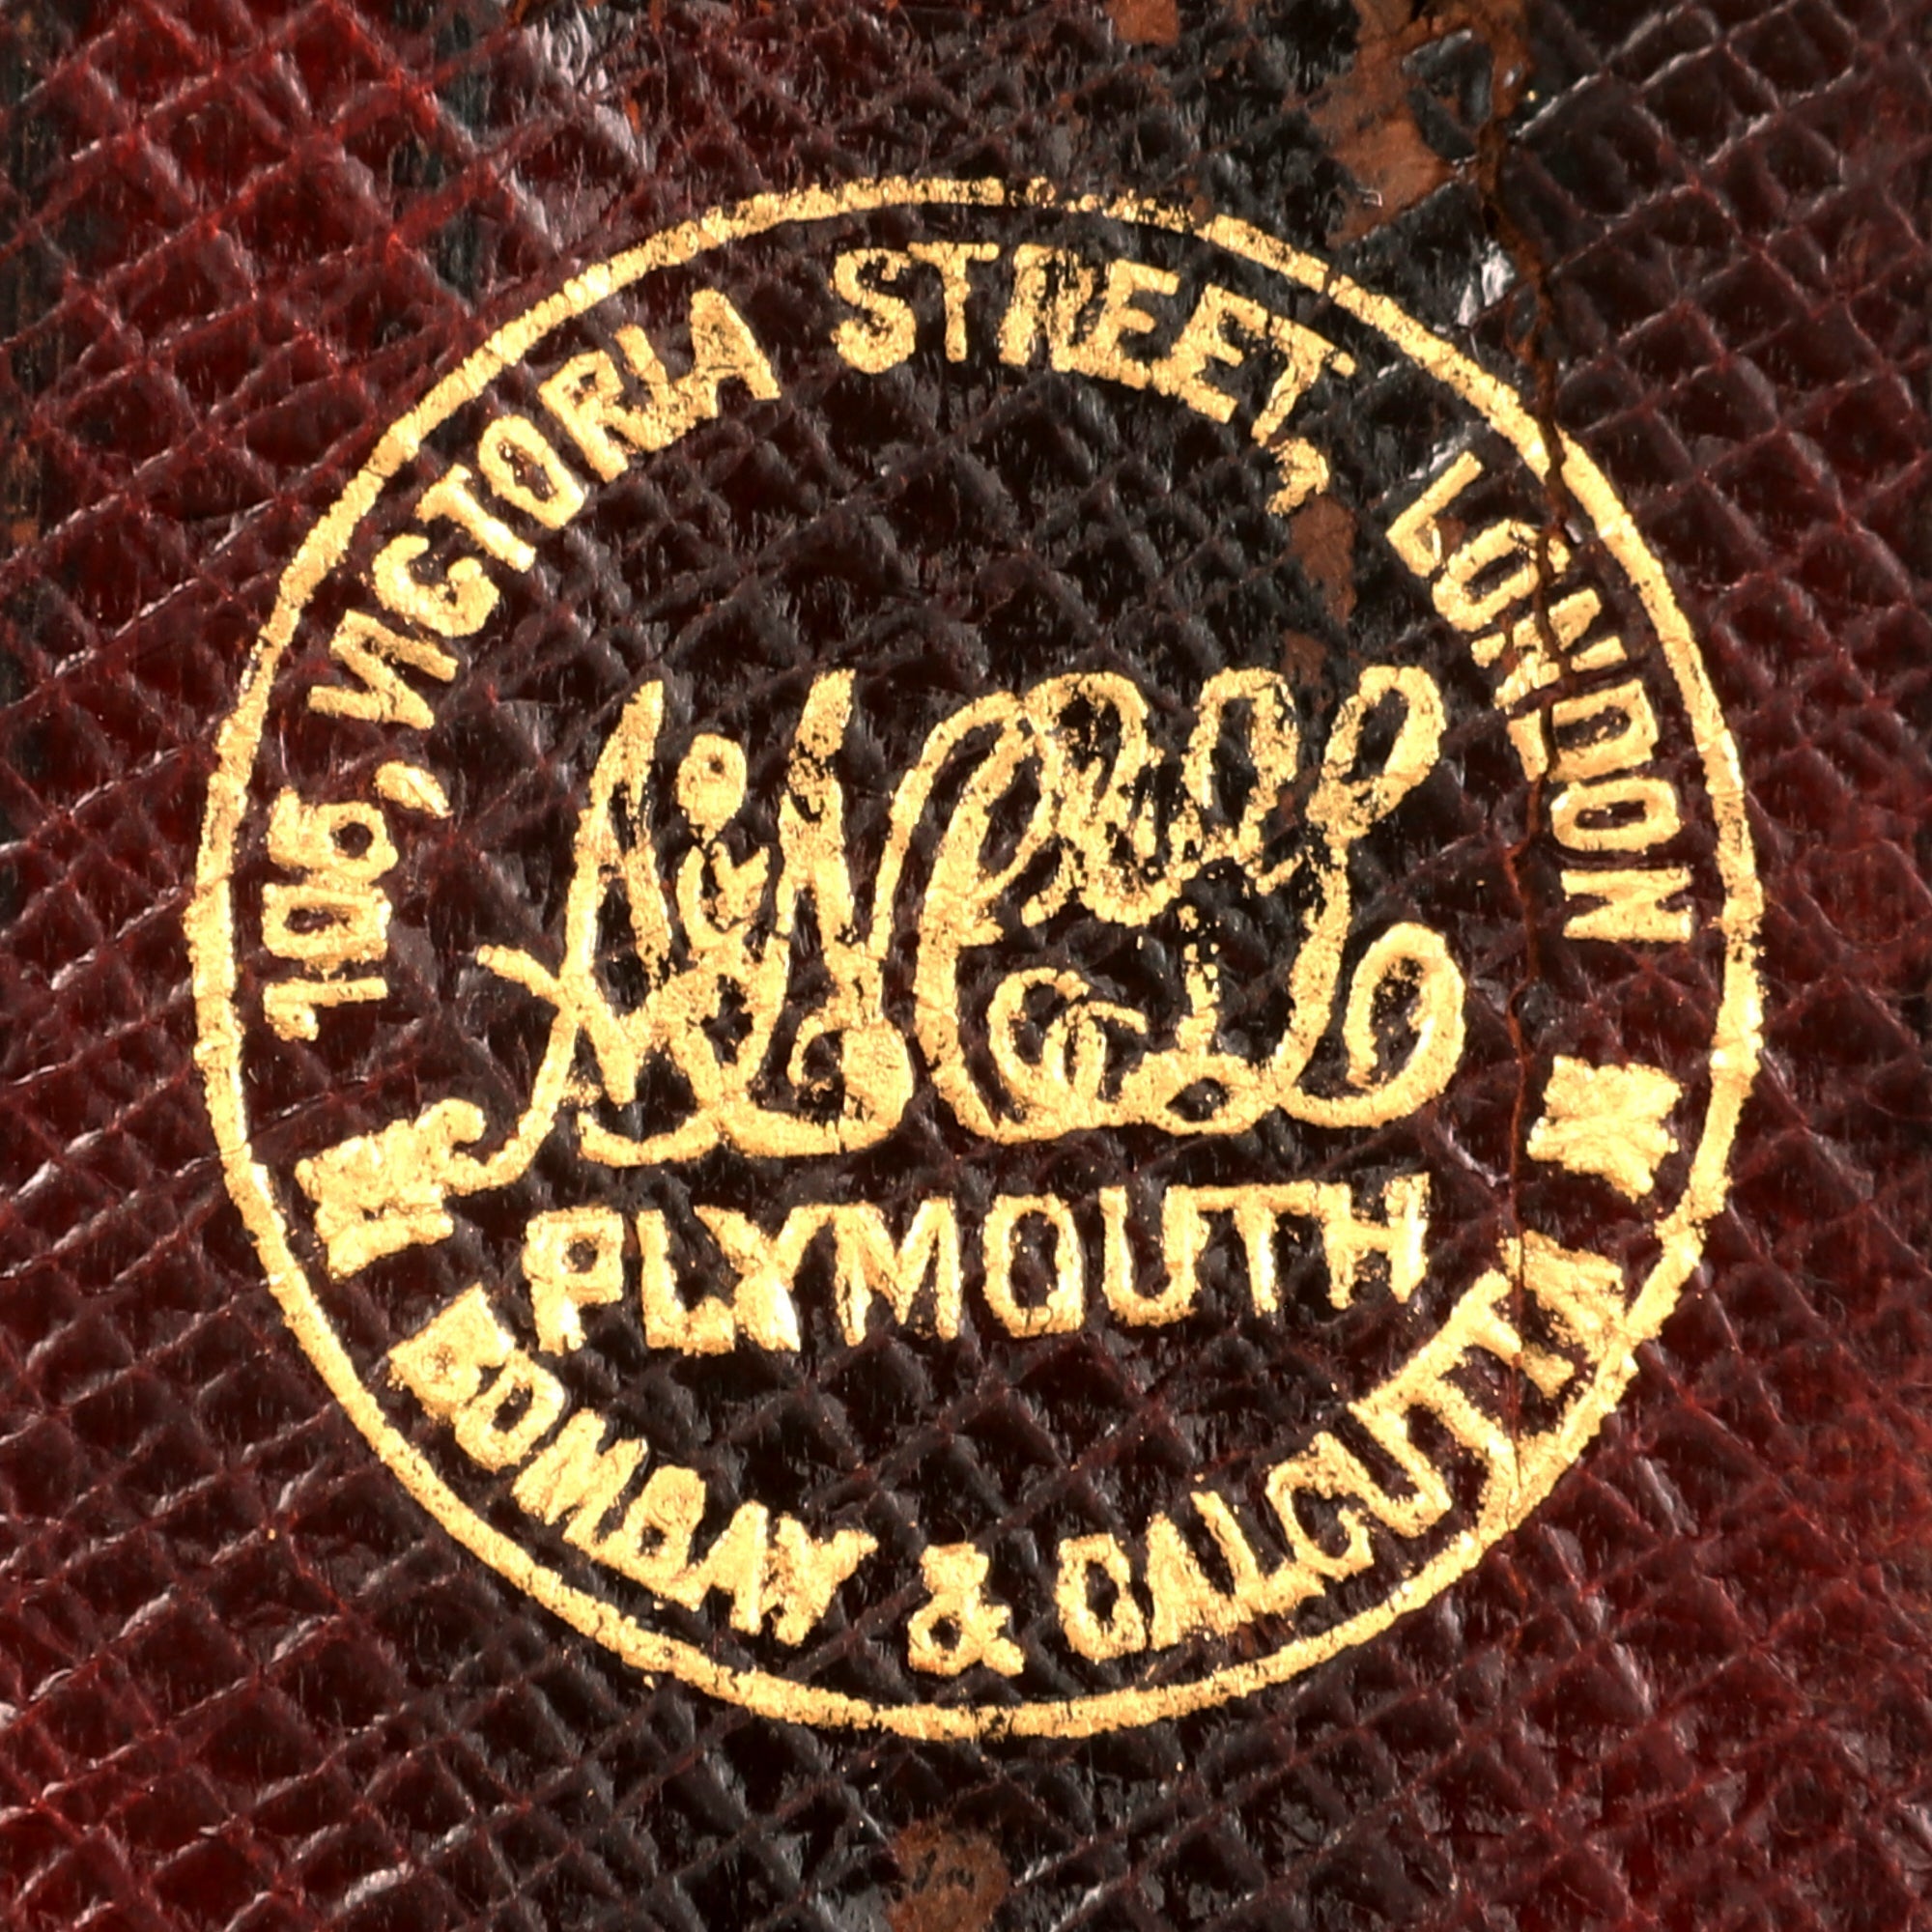 106, VICTORIA STREET, LONDON
PLYMOUTH
BOMBAY & CALCUTTA